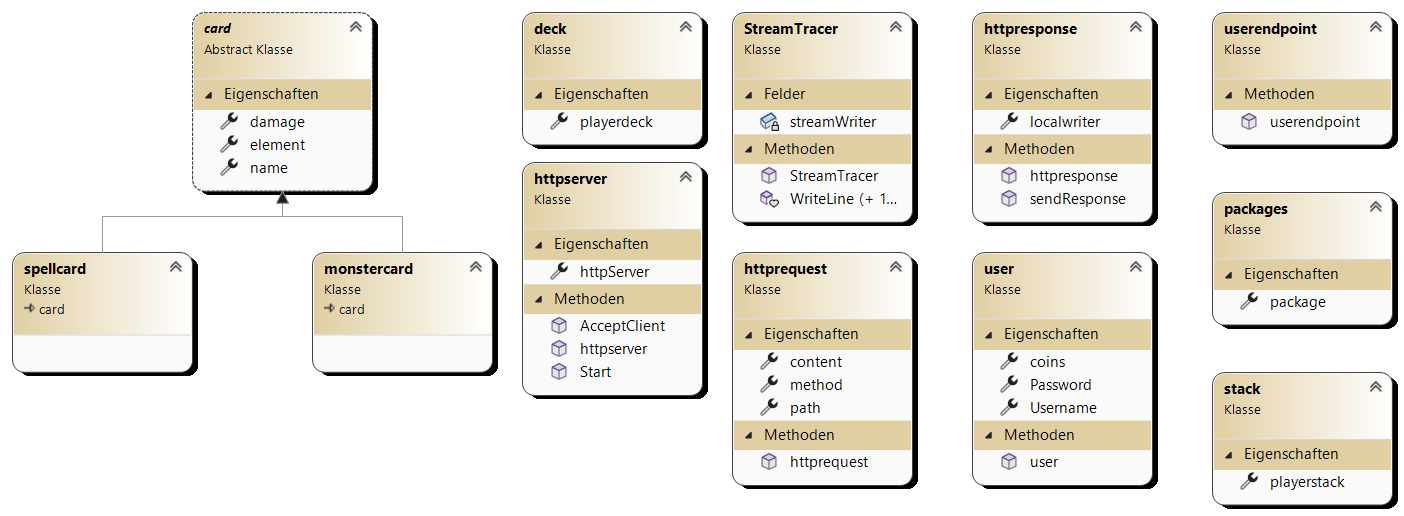 card
Abstract Klasse
Eigenschaften
damage
element
name
spellcard
Klasse
card
monstercard
Klasse
card
deck
Klasse
Eigenschaften
playerdeck
httpserver
Klasse
Eigenschaften
httpServer
Methoden
AcceptClient
httpserver
Start
StreamTracer
Klasse
Felder
streamWriter
Methoden
StreamTracer
WriteLine (+ 1...
httprequest
Klasse
Eigenschaften
content
method
path
Methoden
httprequest
httpresponse
Klasse
Eigenschaften
localwriter
Methoden
httpresponse
sendResponse
user
Klasse
Eigenschaften
coins
Password
Username
Methoden
user
userendpoint
Klasse
Methoden
userendpoint
packages
Klasse
Eigenschaften
package
stack
Klasse
Eigenschaften
playerstack